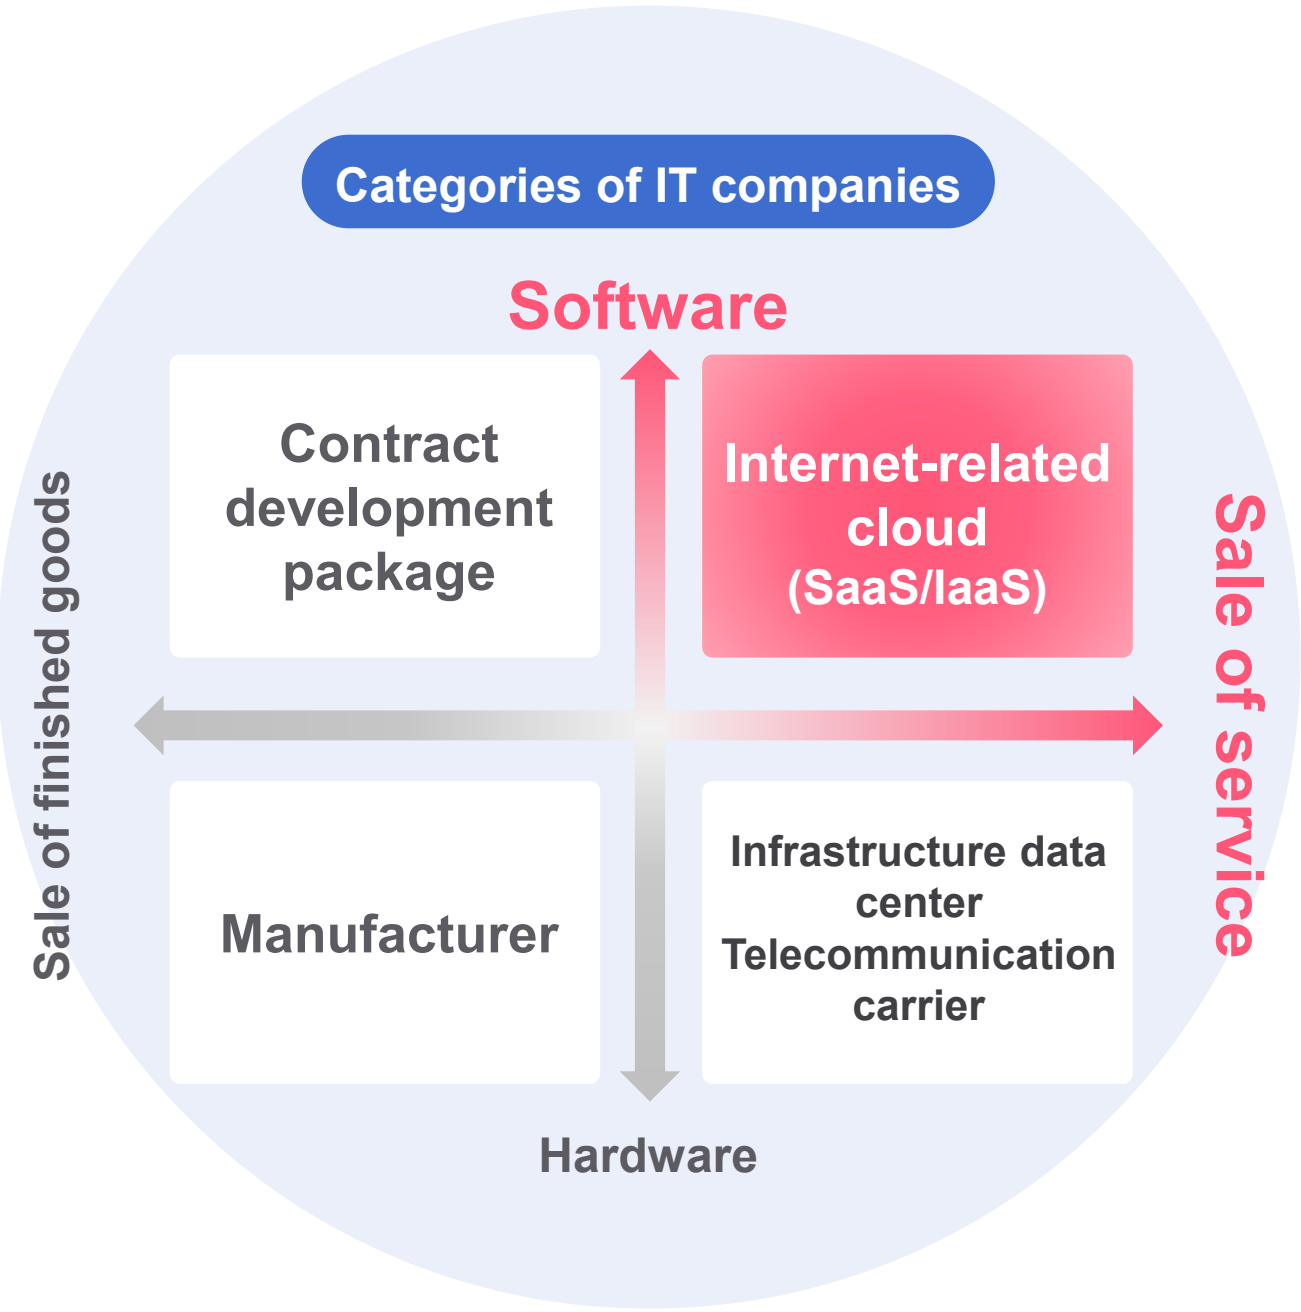 Categories of IT companies
Software
Contract
development
package
Internet-related
cloud
(SaaS/IaaS)
Sale of finished goods
Sale of service
Manufacturer
Infrastructure data
center
Telecommunication
carrier
Hardware